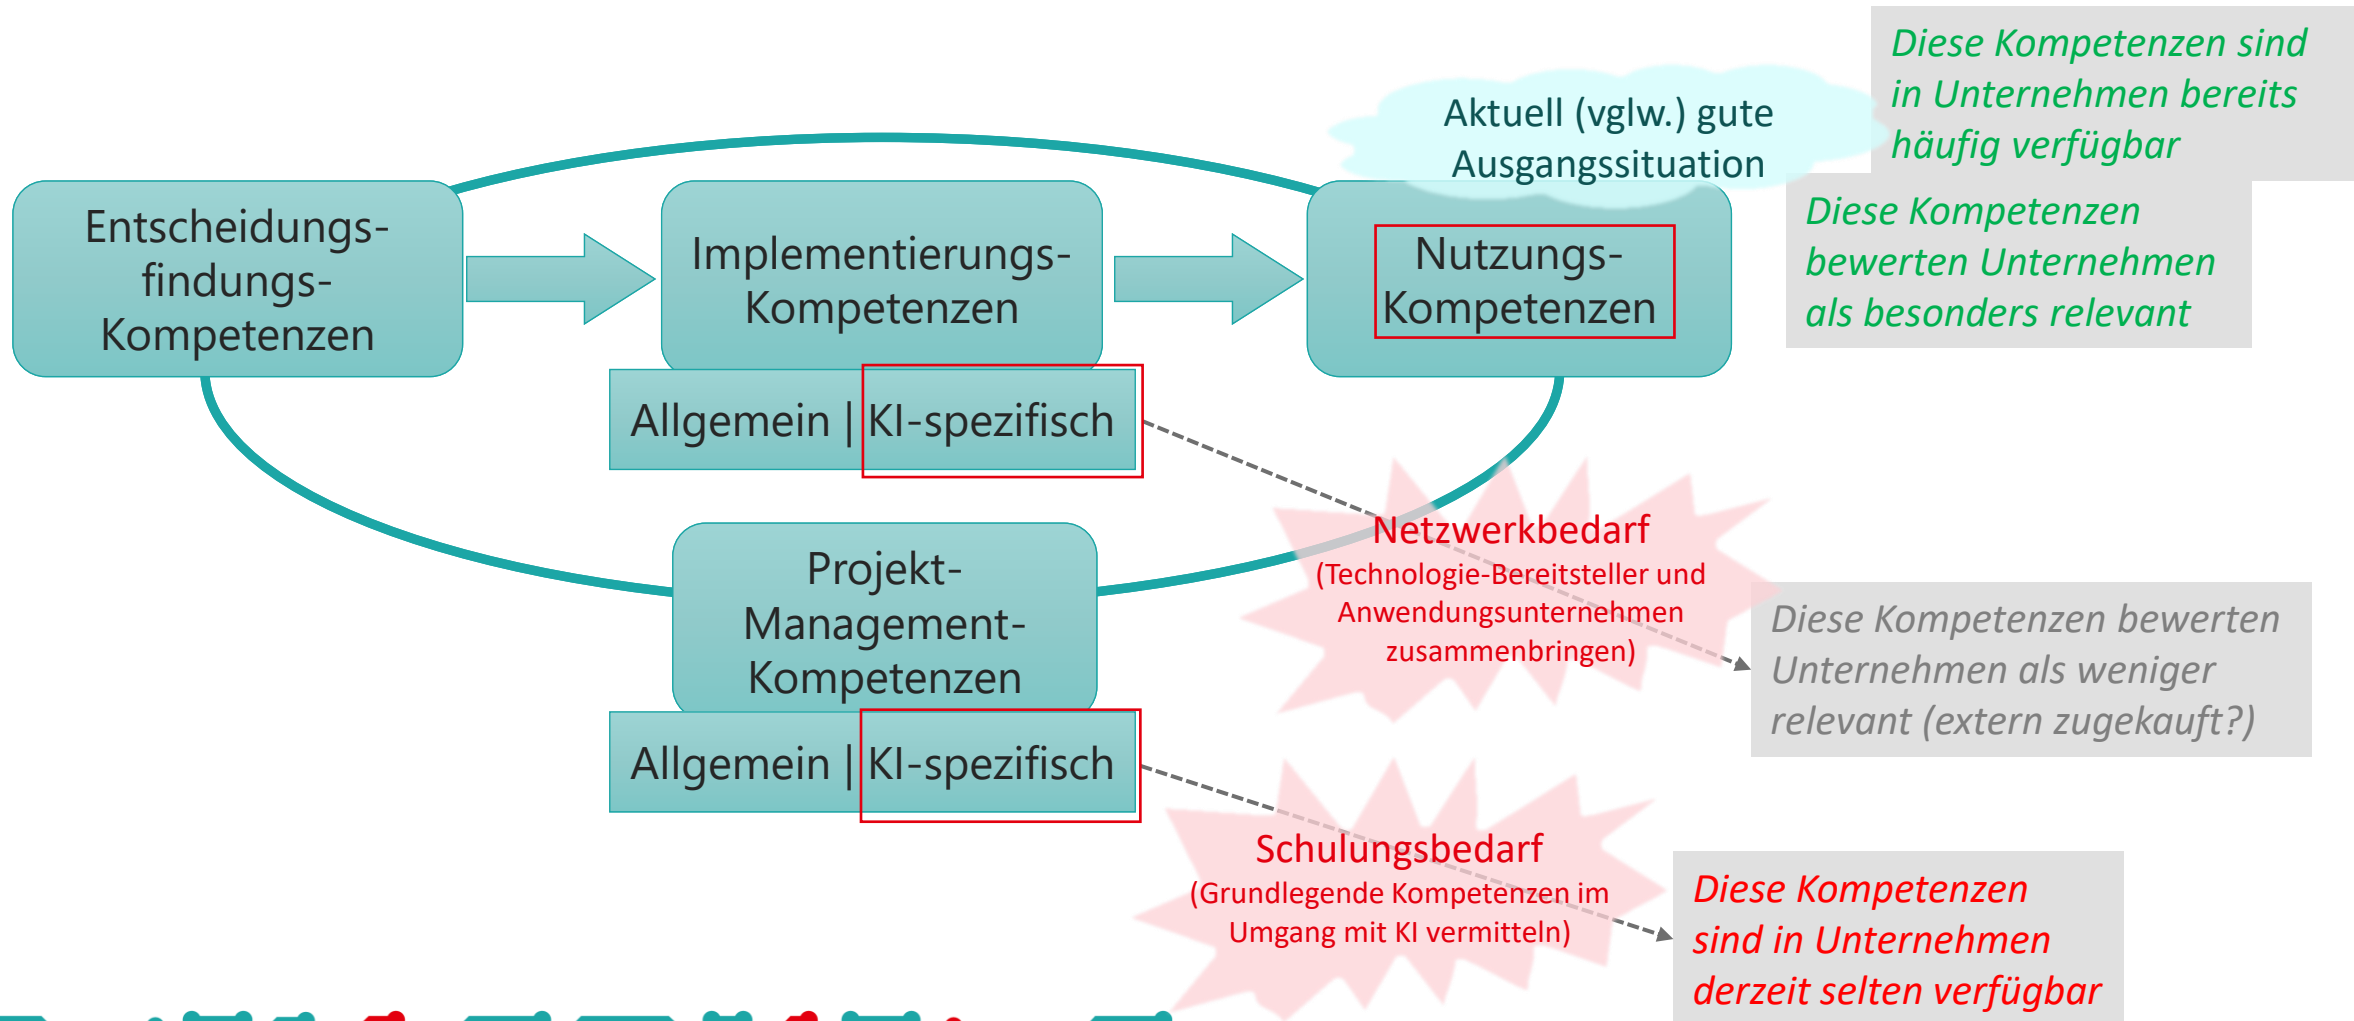 Entscheidungs-
findungs-
Kompetenzen
Implementierungs-
Kompetenzen
Allgemein | KI-spezifisch
Aktuell (vglw.) gute
Ausgangssituation
Nutzungs-
Kompetenzen
Diese Kompetenzen sind
in Unternehmen bereits
häufig verfügbar
Diese Kompetenzen
bewerten Unternehmen
als besonders relevant
Projekt-
Management-
Kompetenzen
Allgemein | KI-spezifisch
Netzwerkbedarf
(Technologie-Bereitsteller und
Anwendungsunternehmen
zusammenbringen)
Diese Kompetenzen bewerten
Unternehmen als weniger
relevant (extern zugekauft?)
Schulungsbedarf
(Grundlegende Kompetenzen im
Umgang mit KI vermitteln)
Diese Kompetenzen
sind in Unternehmen
derzeit selten verfügbar